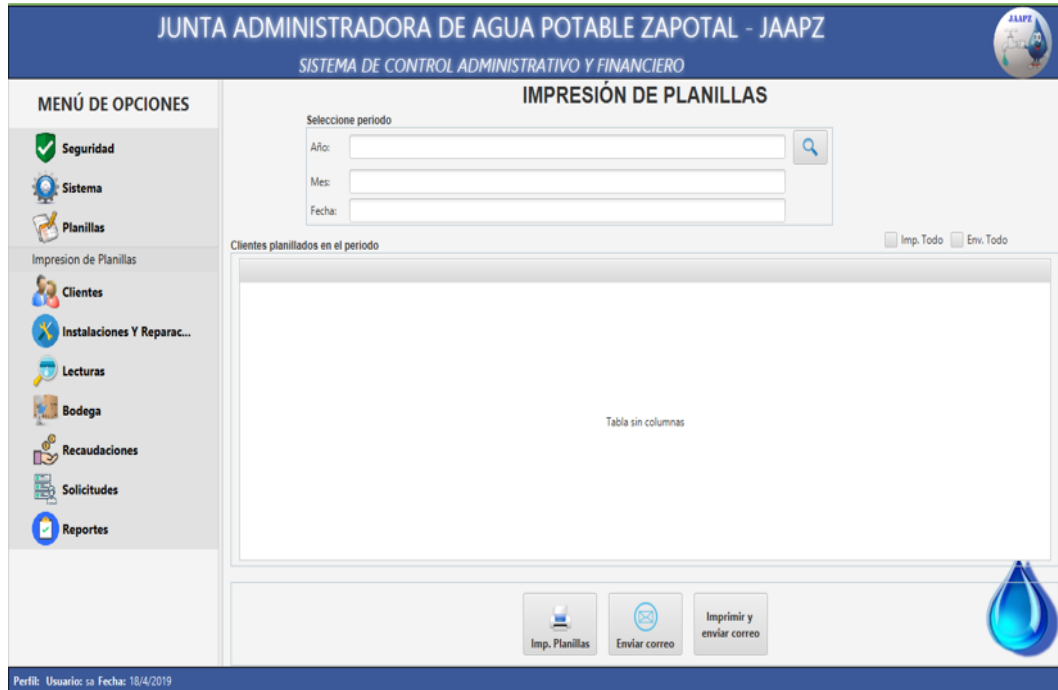 JUNTA ADMINISTRADORA DE AGUA POTABLE ZAPOTAL - JAAPZ
JAAPZ
SISTEMA DE CONTROL ADMINISTRATIVO Y FINANCIERO
MENÚ DE OPCIONES
Seguridad
Sistema
Planillas
Impresion de Planillas
Clientes
Instalaciones Y Reparac...
Lecturas
Bodega
Recaudaciones
Solicitudes
Reportes
IMPRESIÓN DE PLANILLAS
Seleccione periodo
Año:
Mes:
Fecha:
Clientes planillados en el periodo
Imp. Todo Env. Todo
Tabla sin columnas
Imp. Planillas
Enviar correo
Imprimir y
enviar correo
Perfil: Usuario: sa Fecha: 18/4/2019